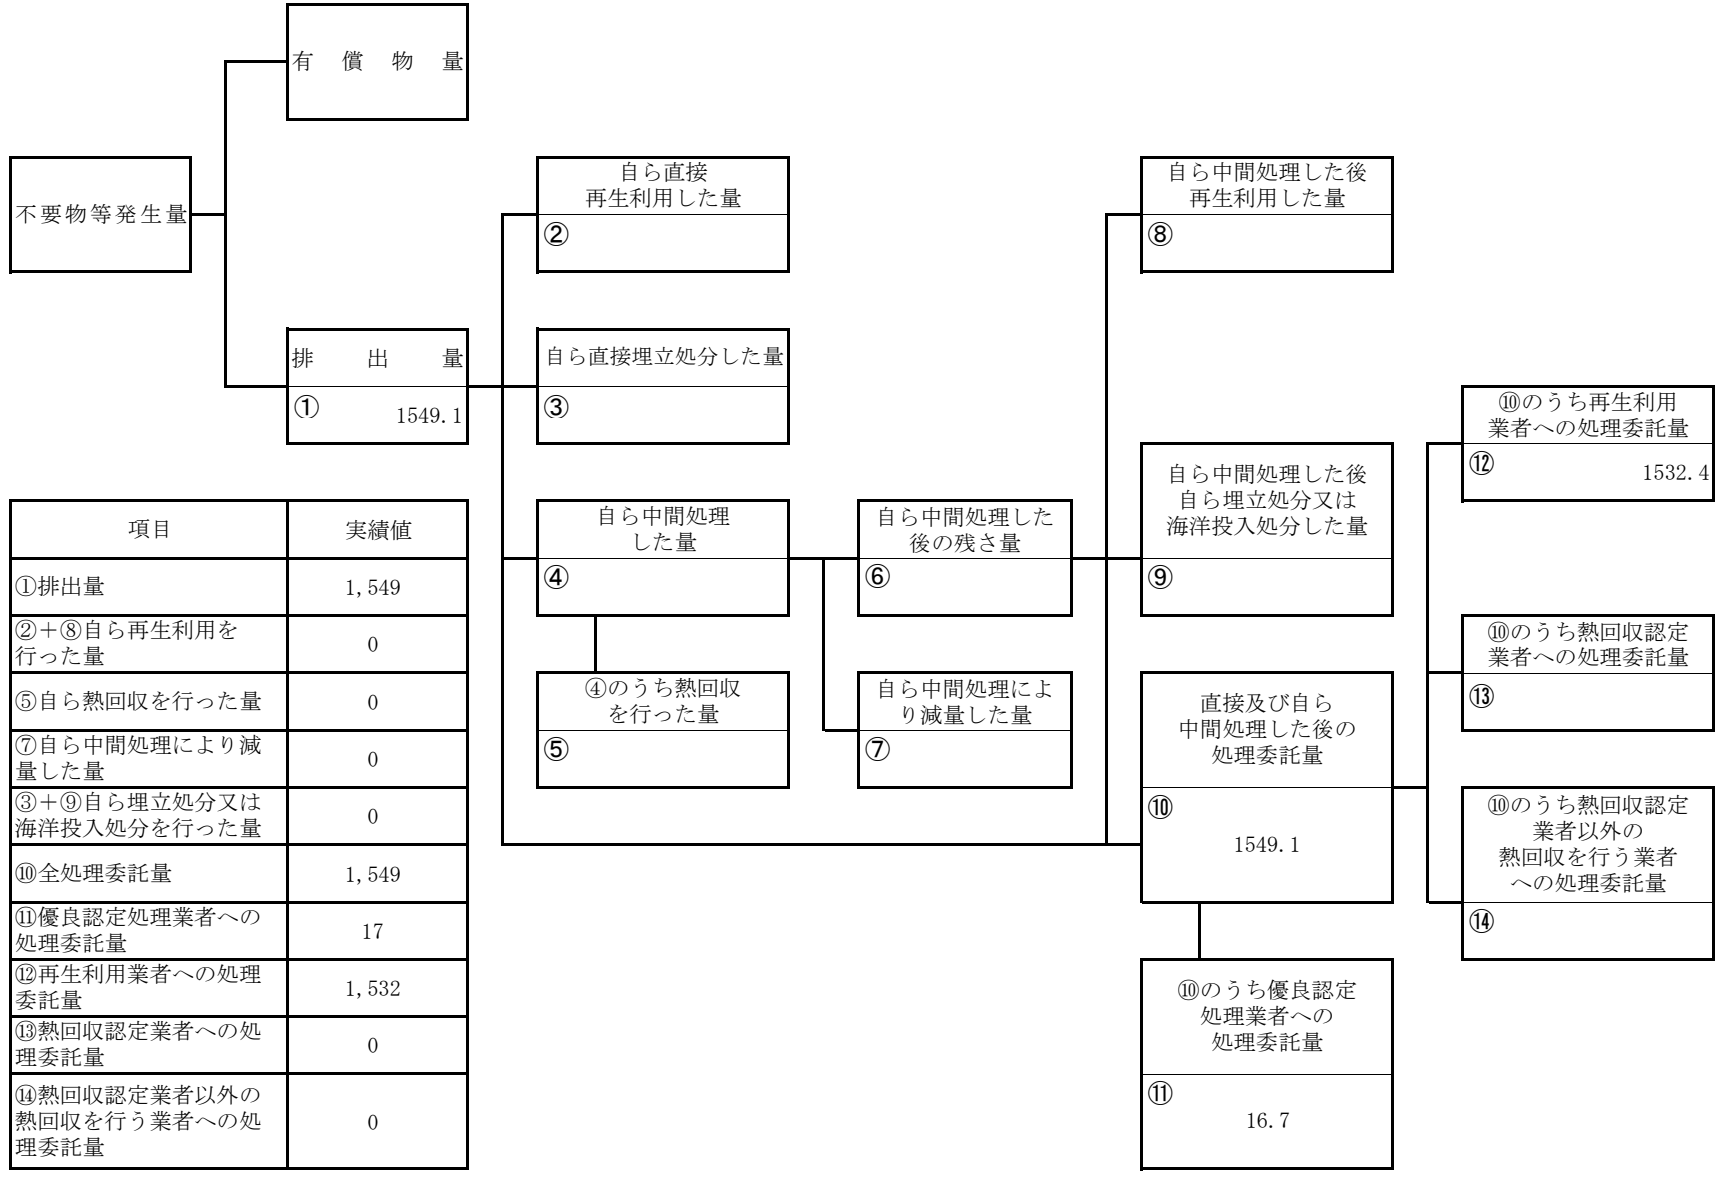 有償物量
不要物等発生量
排出量
①
1549.1
自ら直接
再生利用した量
②
自ら直接埋立処分した量
③
自ら中間処理
した量
④
④のうち熱回収
を行った量
⑤
自ら中間処理した
後の残さ量
⑥
自ら中間処理によ
り減量した量
⑦
自ら中間処理した後
再生利用した量
⑧
自ら中間処理した後
自ら埋立処分又は
海洋投入処分した量
⑨
直接及び自ら
中間処理した後の
処理委託量
⑩
1549.1
⑩のうち優良認定
処理業者への
処理委託量
⑪
16.7
⑩のうち再生利用
業者への処理委託量
⑫
1532.4
⑩のうち熱回収認定
業者への処理委託量
⑬
⑩のうち熱回収認定
業者以外の
熱回収を行う業者
への処理委託量
⑭
項目 実績値
①排出量 1,549
②＋⑧自ら再生利用を
行った量 0
⑤自ら熱回収を行った量 0
⑦自ら中間処理により減
量した量 0
③＋⑨自ら埋立処分又は
海洋投入処分を行った量 0
⑩全処理委託量 1,549
⑪優良認定処理業者への
処理委託量 17
⑫再生利用業者への処理
委託量 1,532
⑬熱回収認定業者への処
理委託量 0
⑭熱回収認定業者以外の
熱回収を行う業者への処
理委託量 0